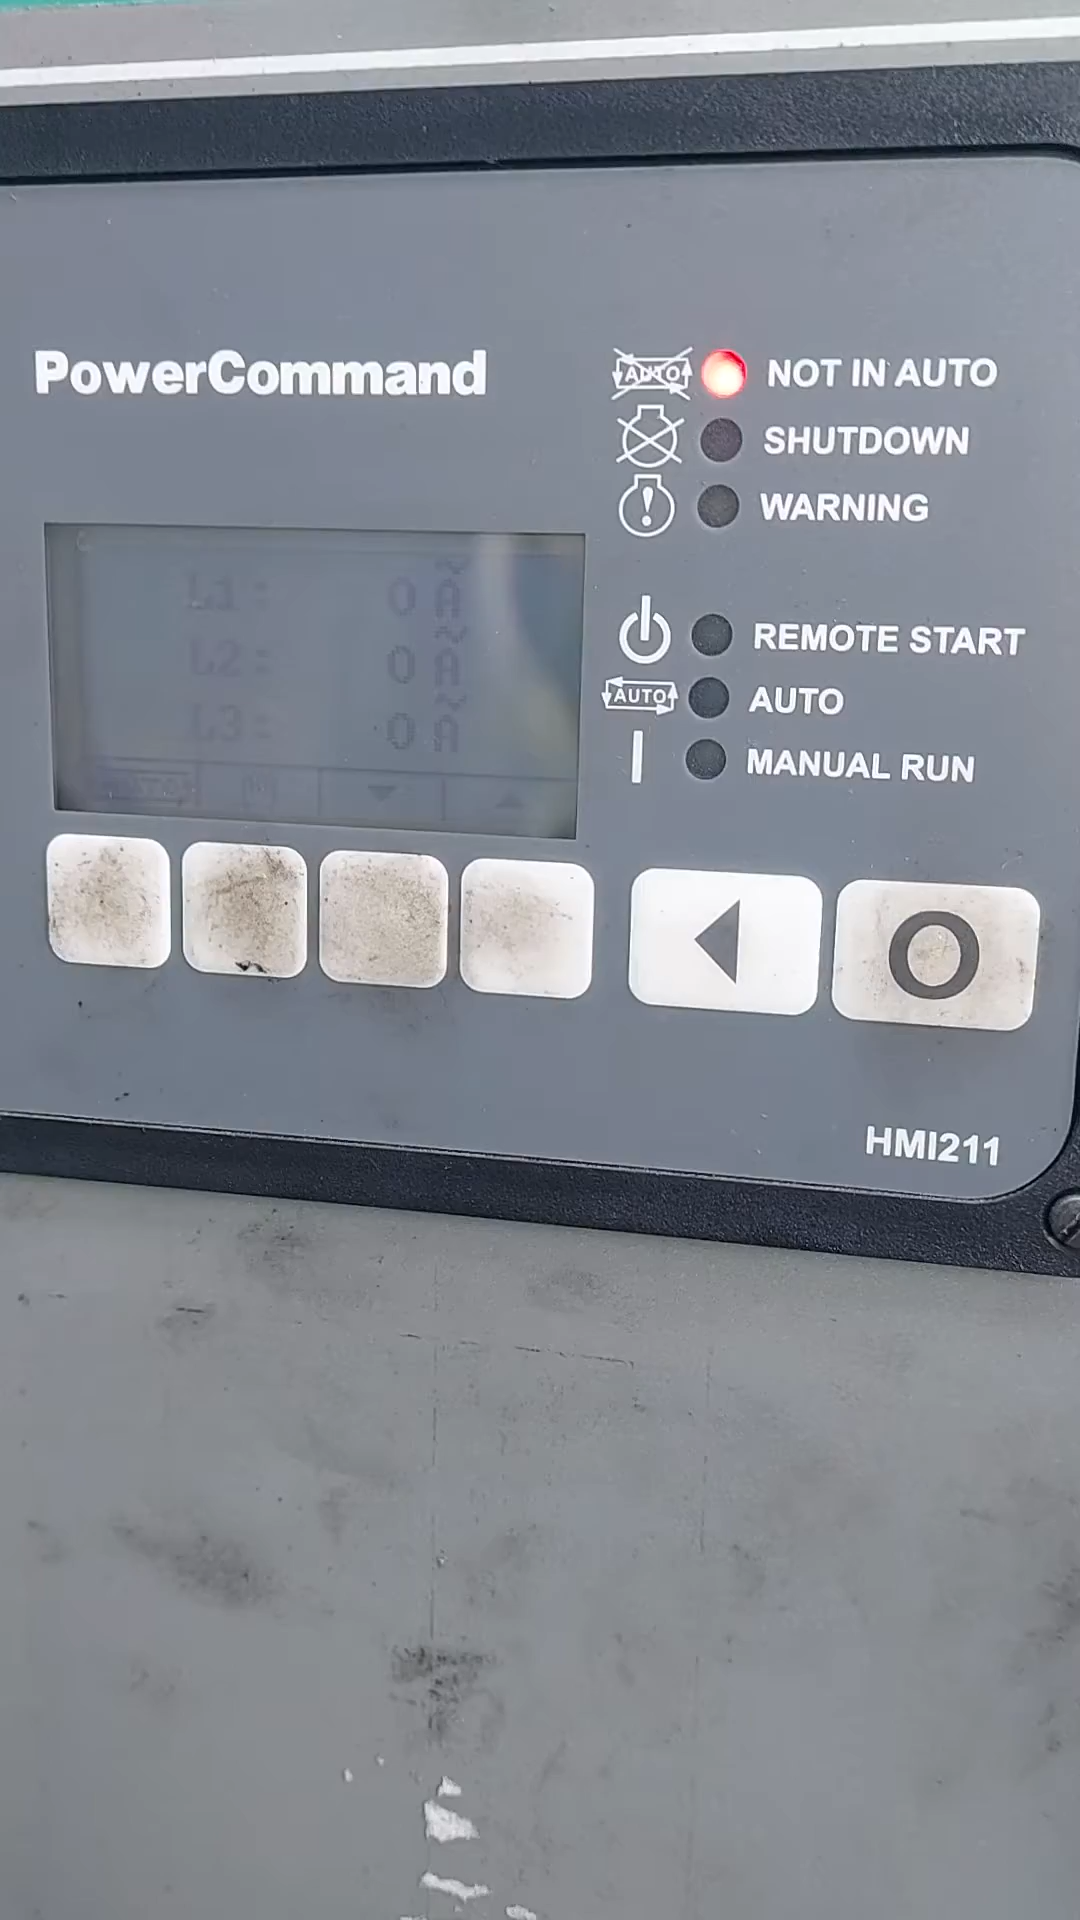 PowerCommand
AUTO NOT IN AUTO
SHUTDOWN
! WARNING
L1: 0 A
L2: 0 A
L3: 0 A
REMOTE START
AUTO AUTO
MANUAL RUN
O
HMI211